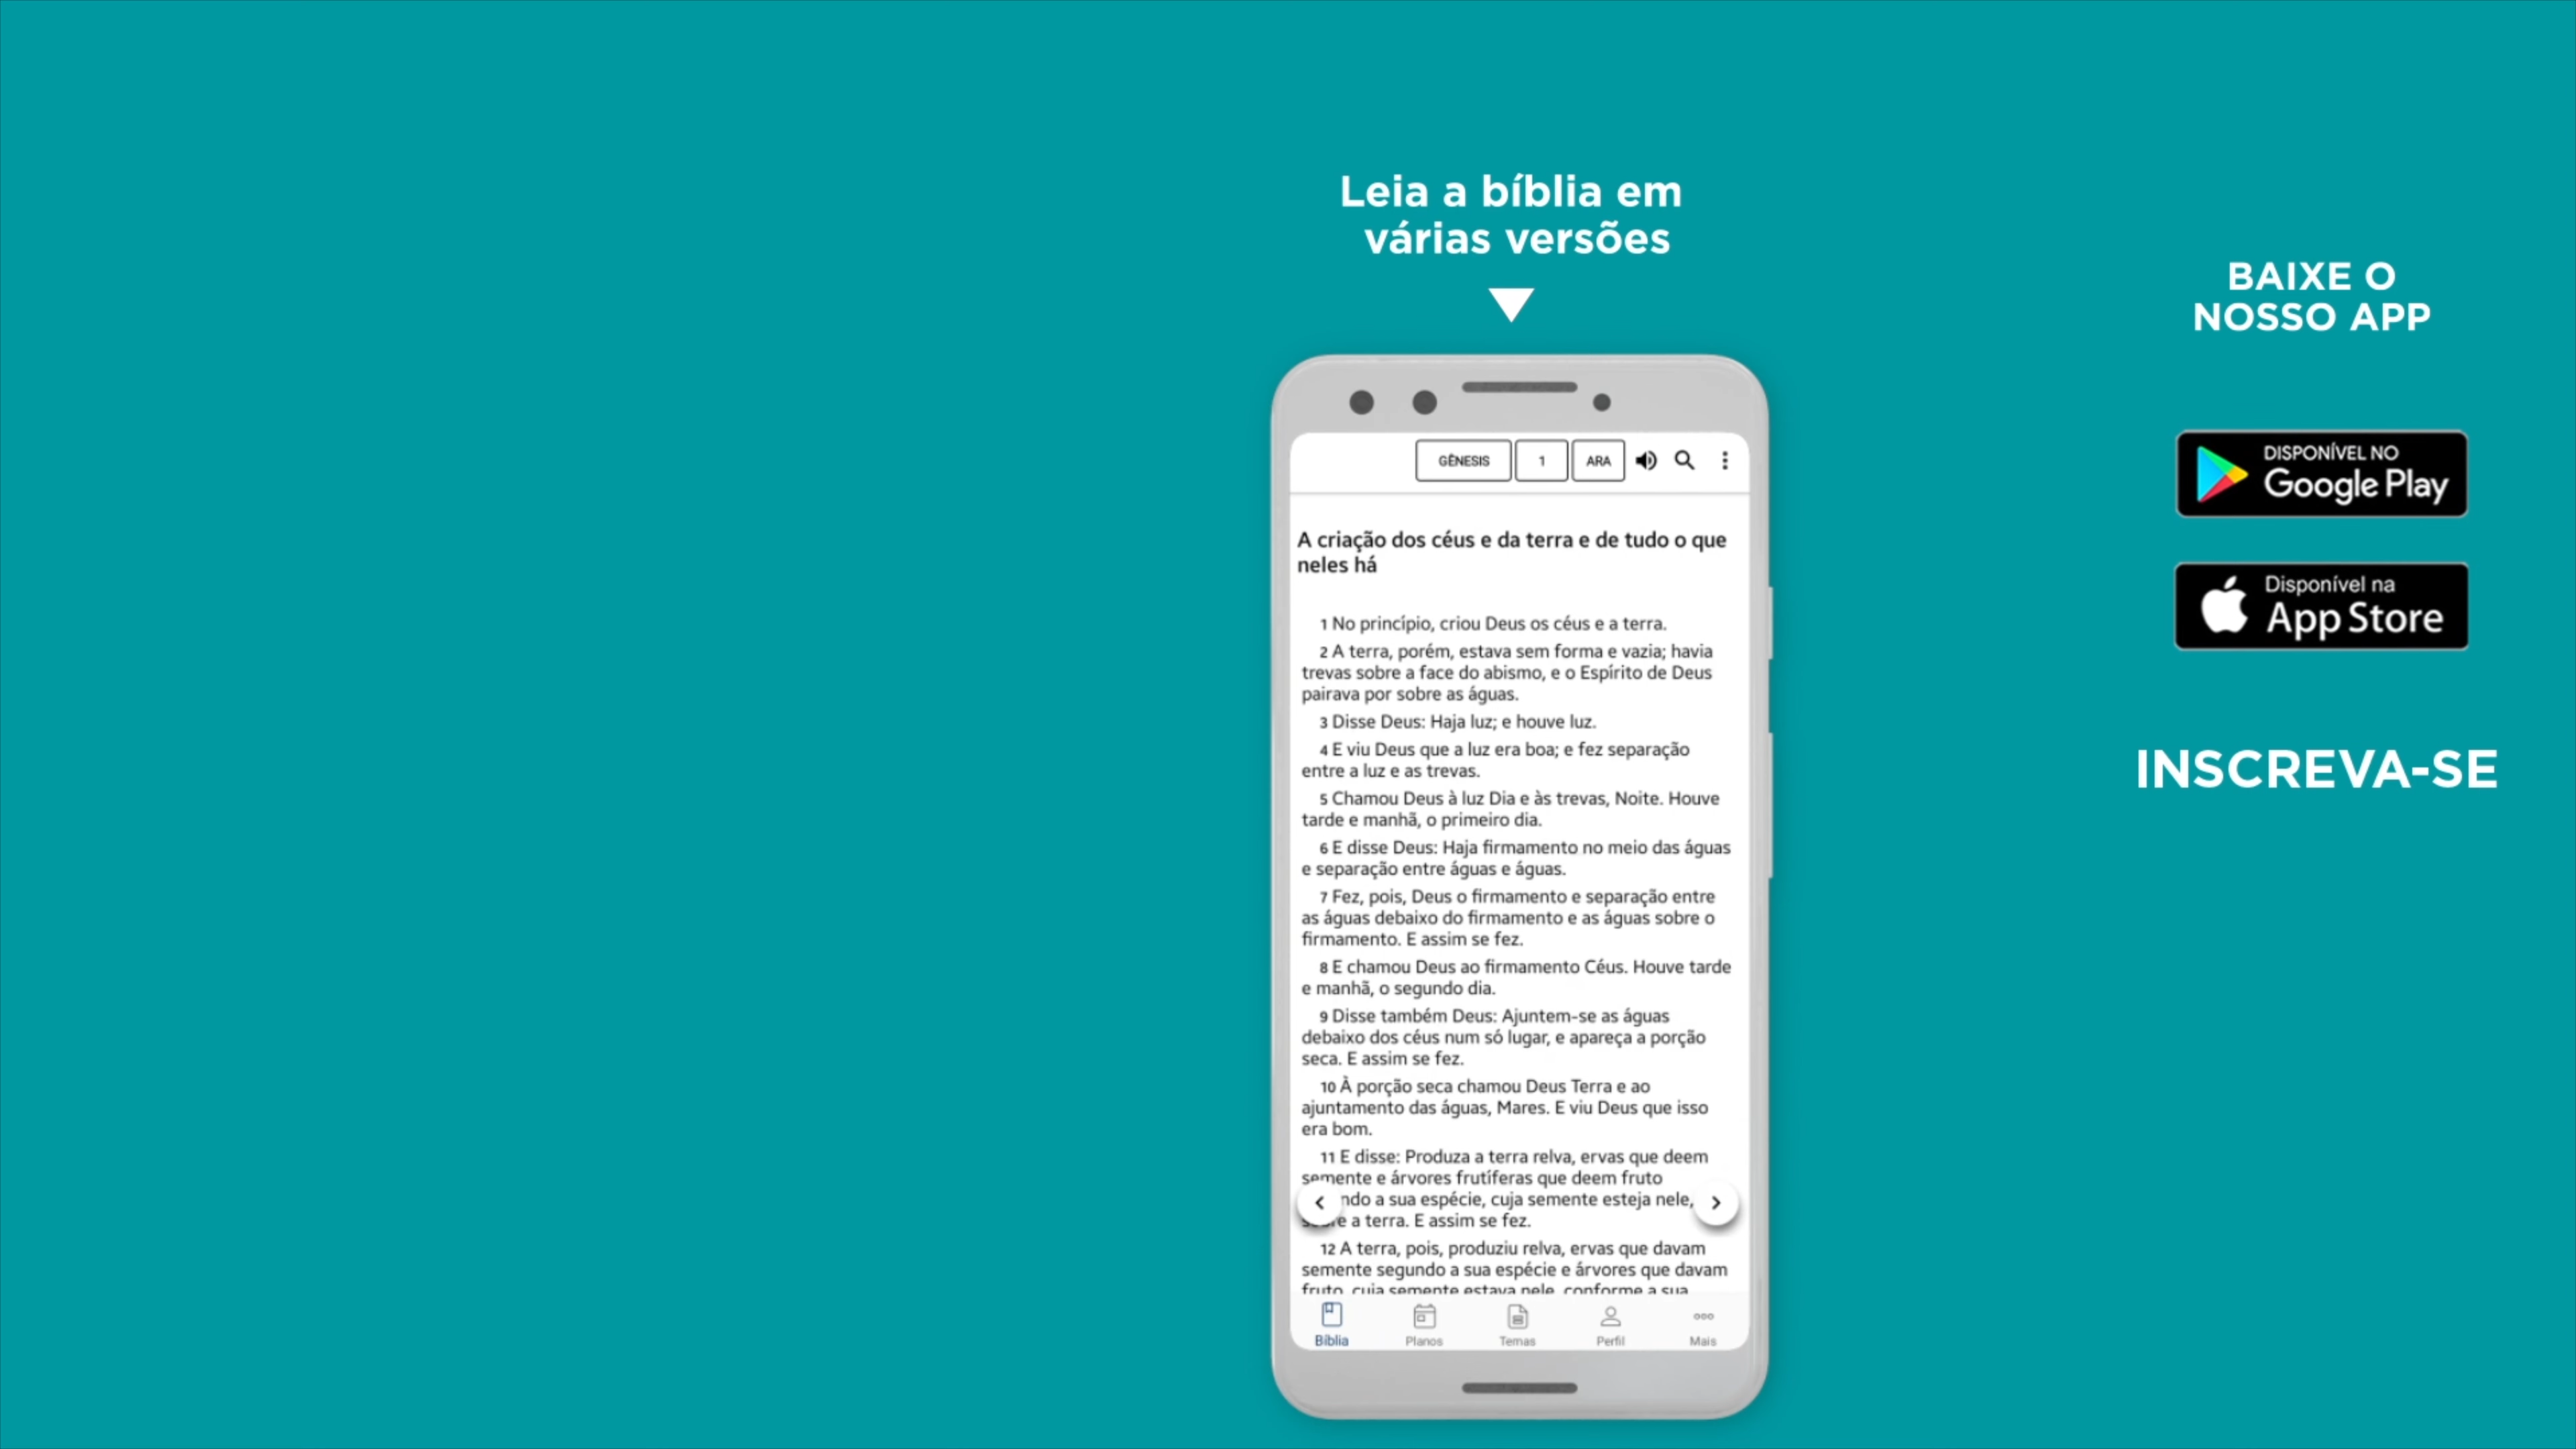 Leia a bíblia em
várias versões
GÊNESIS 1 ARA
A criação dos céus e da terra e de tudo o que
neles há
1 No princípio, criou Deus os céus e a terra.
2 A terra, porém, estava sem forma e vazia; havia
trevas sobre a face do abismo, e o Espírito de Deus
pairava por sobre as águas.
3 Disse Deus: Haja luz; e houve luz.
4 E viu Deus que a luz era boa; e fez separação
entre a luz e as trevas.
5 Chamou Deus à luz Dia e às trevas, Noite. Houve
tarde e manhã, o primeiro dia.
6 E disse Deus: Haja firmamento no meio das águas
e separação entre águas e águas.
7 Fez, pois, Deus o firmamento e separação entre
as águas debaixo do firmamento e as águas sobre o
firmamento. E assim se fez.
8 E chamou Deus ao firmamento Céus. Houve tarde
e manhã, o segundo dia.
9 Disse também Deus: Ajuntem-se as águas
debaixo dos céus num só lugar, e apareça a porção
seca. E assim se fez.
10 À porção seca chamou Deus Terra e ao
ajuntamento das águas, Mares. E viu Deus que isso
era bom.
11 E disse: Produza a terra relva, ervas que deem
semente e árvores frutíferas que deem fruto
a sua espécie, cuja semente esteja nele,
a terra. E assim se fez.
12 A terra, pois, produziu relva, ervas que davam
semente segundo a sua espécie e árvores que davam
fruto, cuja semente estava nele, conforme a sua
Bíblia Planos Temas Perfil Mais
BAIXE O
NOSSO APP
DISPONÍVEL NO
Google Play
Disponível na
App Store
INSCREVA-SE